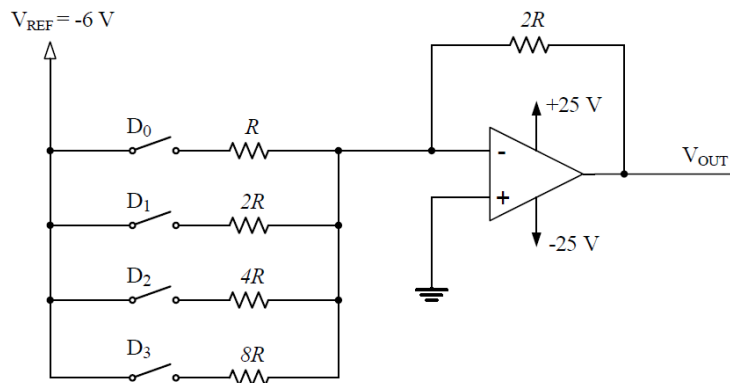 V_REF = -6 V
2R
+25 V
D₀
R
-
V_OUT
D₁
2R
+
-25 V
D₂
4R
D₃
8R